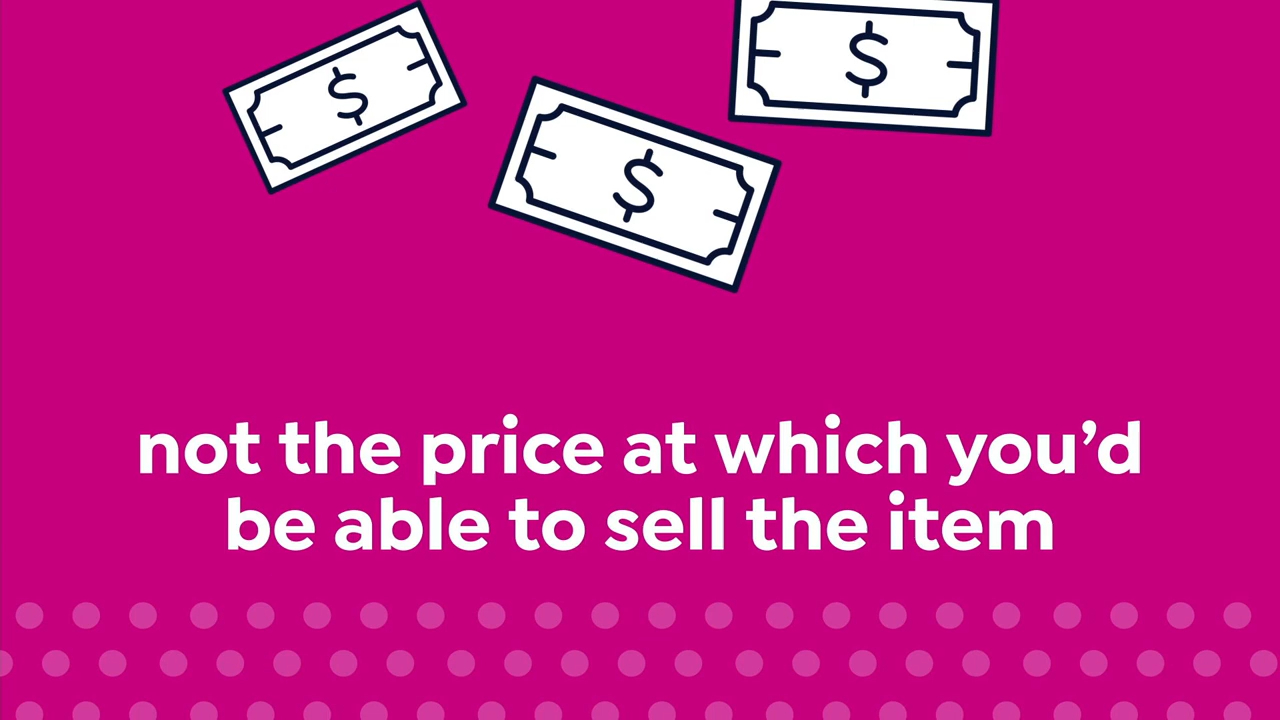 $
$
$
not the price at which you’d
be able to sell the item